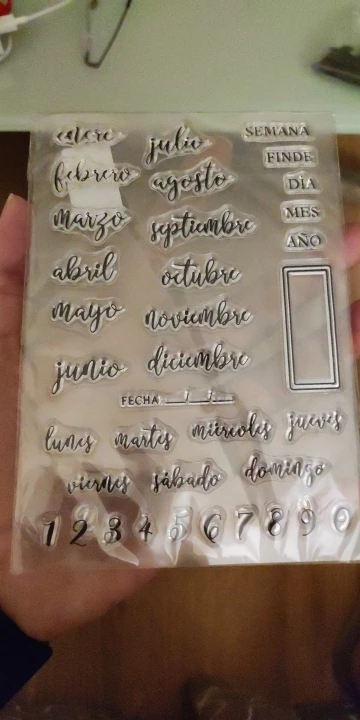 enero julio SEMANA
febrero agosto FINDE
marzo septiembre DÍA
MES
AÑO
abril octubre
mayo noviembre
junio diciembre
FECHA / /
lunes martes miércoles jueves
viernes sábado domingo
1 2 3 4 5 6 7 8 9 0